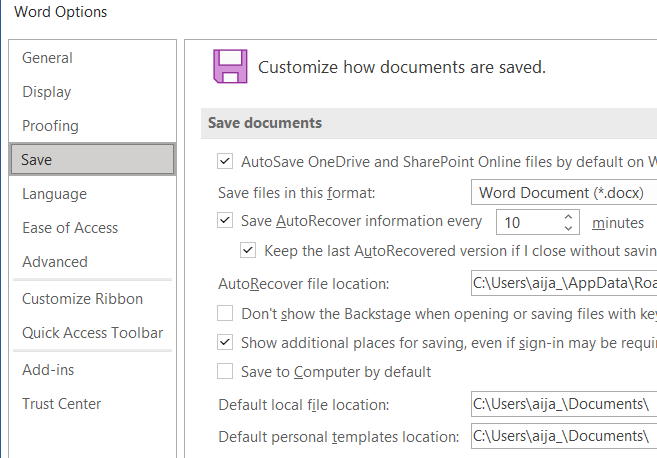 Word Options
General
Display
Proofing
Save
Language
Ease of Access
Advanced
Customize Ribbon
Quick Access Toolbar
Add-ins
Trust Center
Customize how documents are saved.
Save documents
AutoSave OneDrive and SharePoint Online files by default on W
Save files in this format: Word Document (*.docx)
Save AutoRecover information every 10 minutes
Keep the last AutoRecovered version if I close without savin
AutoRecover file location: C:\Users\aija_\AppData\Roa
Don't show the Backstage when opening or saving files with key
Show additional places for saving, even if sign-in may be requi
Save to Computer by default
Default local file location: C:\Users\aija_\Documents\
Default personal templates location: C:\Users\aija_\Documents\